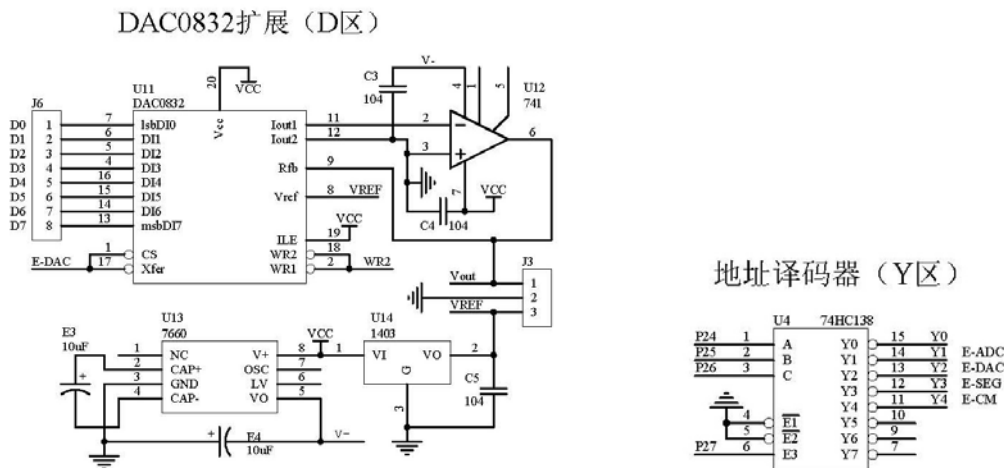 DAC0832扩展（D区）
U11
DAC0832
J6
D0 1 7 IsbDI0
D1 2 6 DI1
D2 3 5 DI2
D3 4 4 DI3
D4 5 16 DI4
D5 6 15 DI5
D6 7 14 DI6
D7 8 13 msbDI7
E-DAC 1 CS
17 Xfer
20 VCC
Vcc
Iout1 11
Iout2 12
Rfb 9
Vref 8 VREF
ILE 19 VCC
WR2 18
WR1 2 WR2
C3
104
V-
4 1 5
U12
741
2 −
3 +
6
7
VCC
C4 104
Vout
VREF
J3
1
2
3
E3
10uF
U13
7660
1 NC
2 CAP+
3 GND
4 CAP-
V+ 8
OSC 7
LV 6
VO 5
VCC
E4
10uF
V-
U14
1403
1 VI
VO 2
G
3
C5
104
地址译码器（Y区）
U4 74HC138
P24 1 A
P25 2 B
P26 3 C
4 E1
5 E2
P27 6 E3
Y0 15 Y0
Y1 14 Y1 E-ADC
Y2 13 Y2 E-DAC
Y3 12 Y3 E-SEG
Y4 11 Y4 E-CM
Y5 10
Y6 9
Y7 7